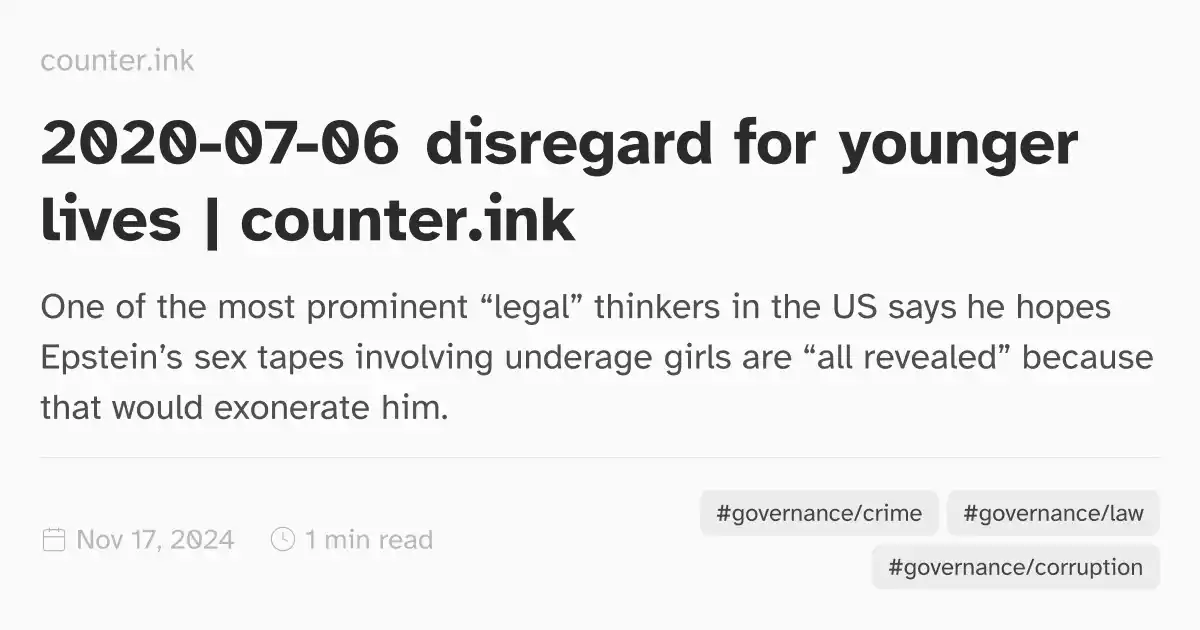 counter.ink
2020-07-06 disregard for younger
lives | counter.ink
One of the most prominent “legal” thinkers in the US says he hopes
Epstein’s sex tapes involving underage girls are “all revealed” because
that would exonerate him.
Nov 17, 2024 1 min read
#governance/crime #governance/law
#governance/corruption